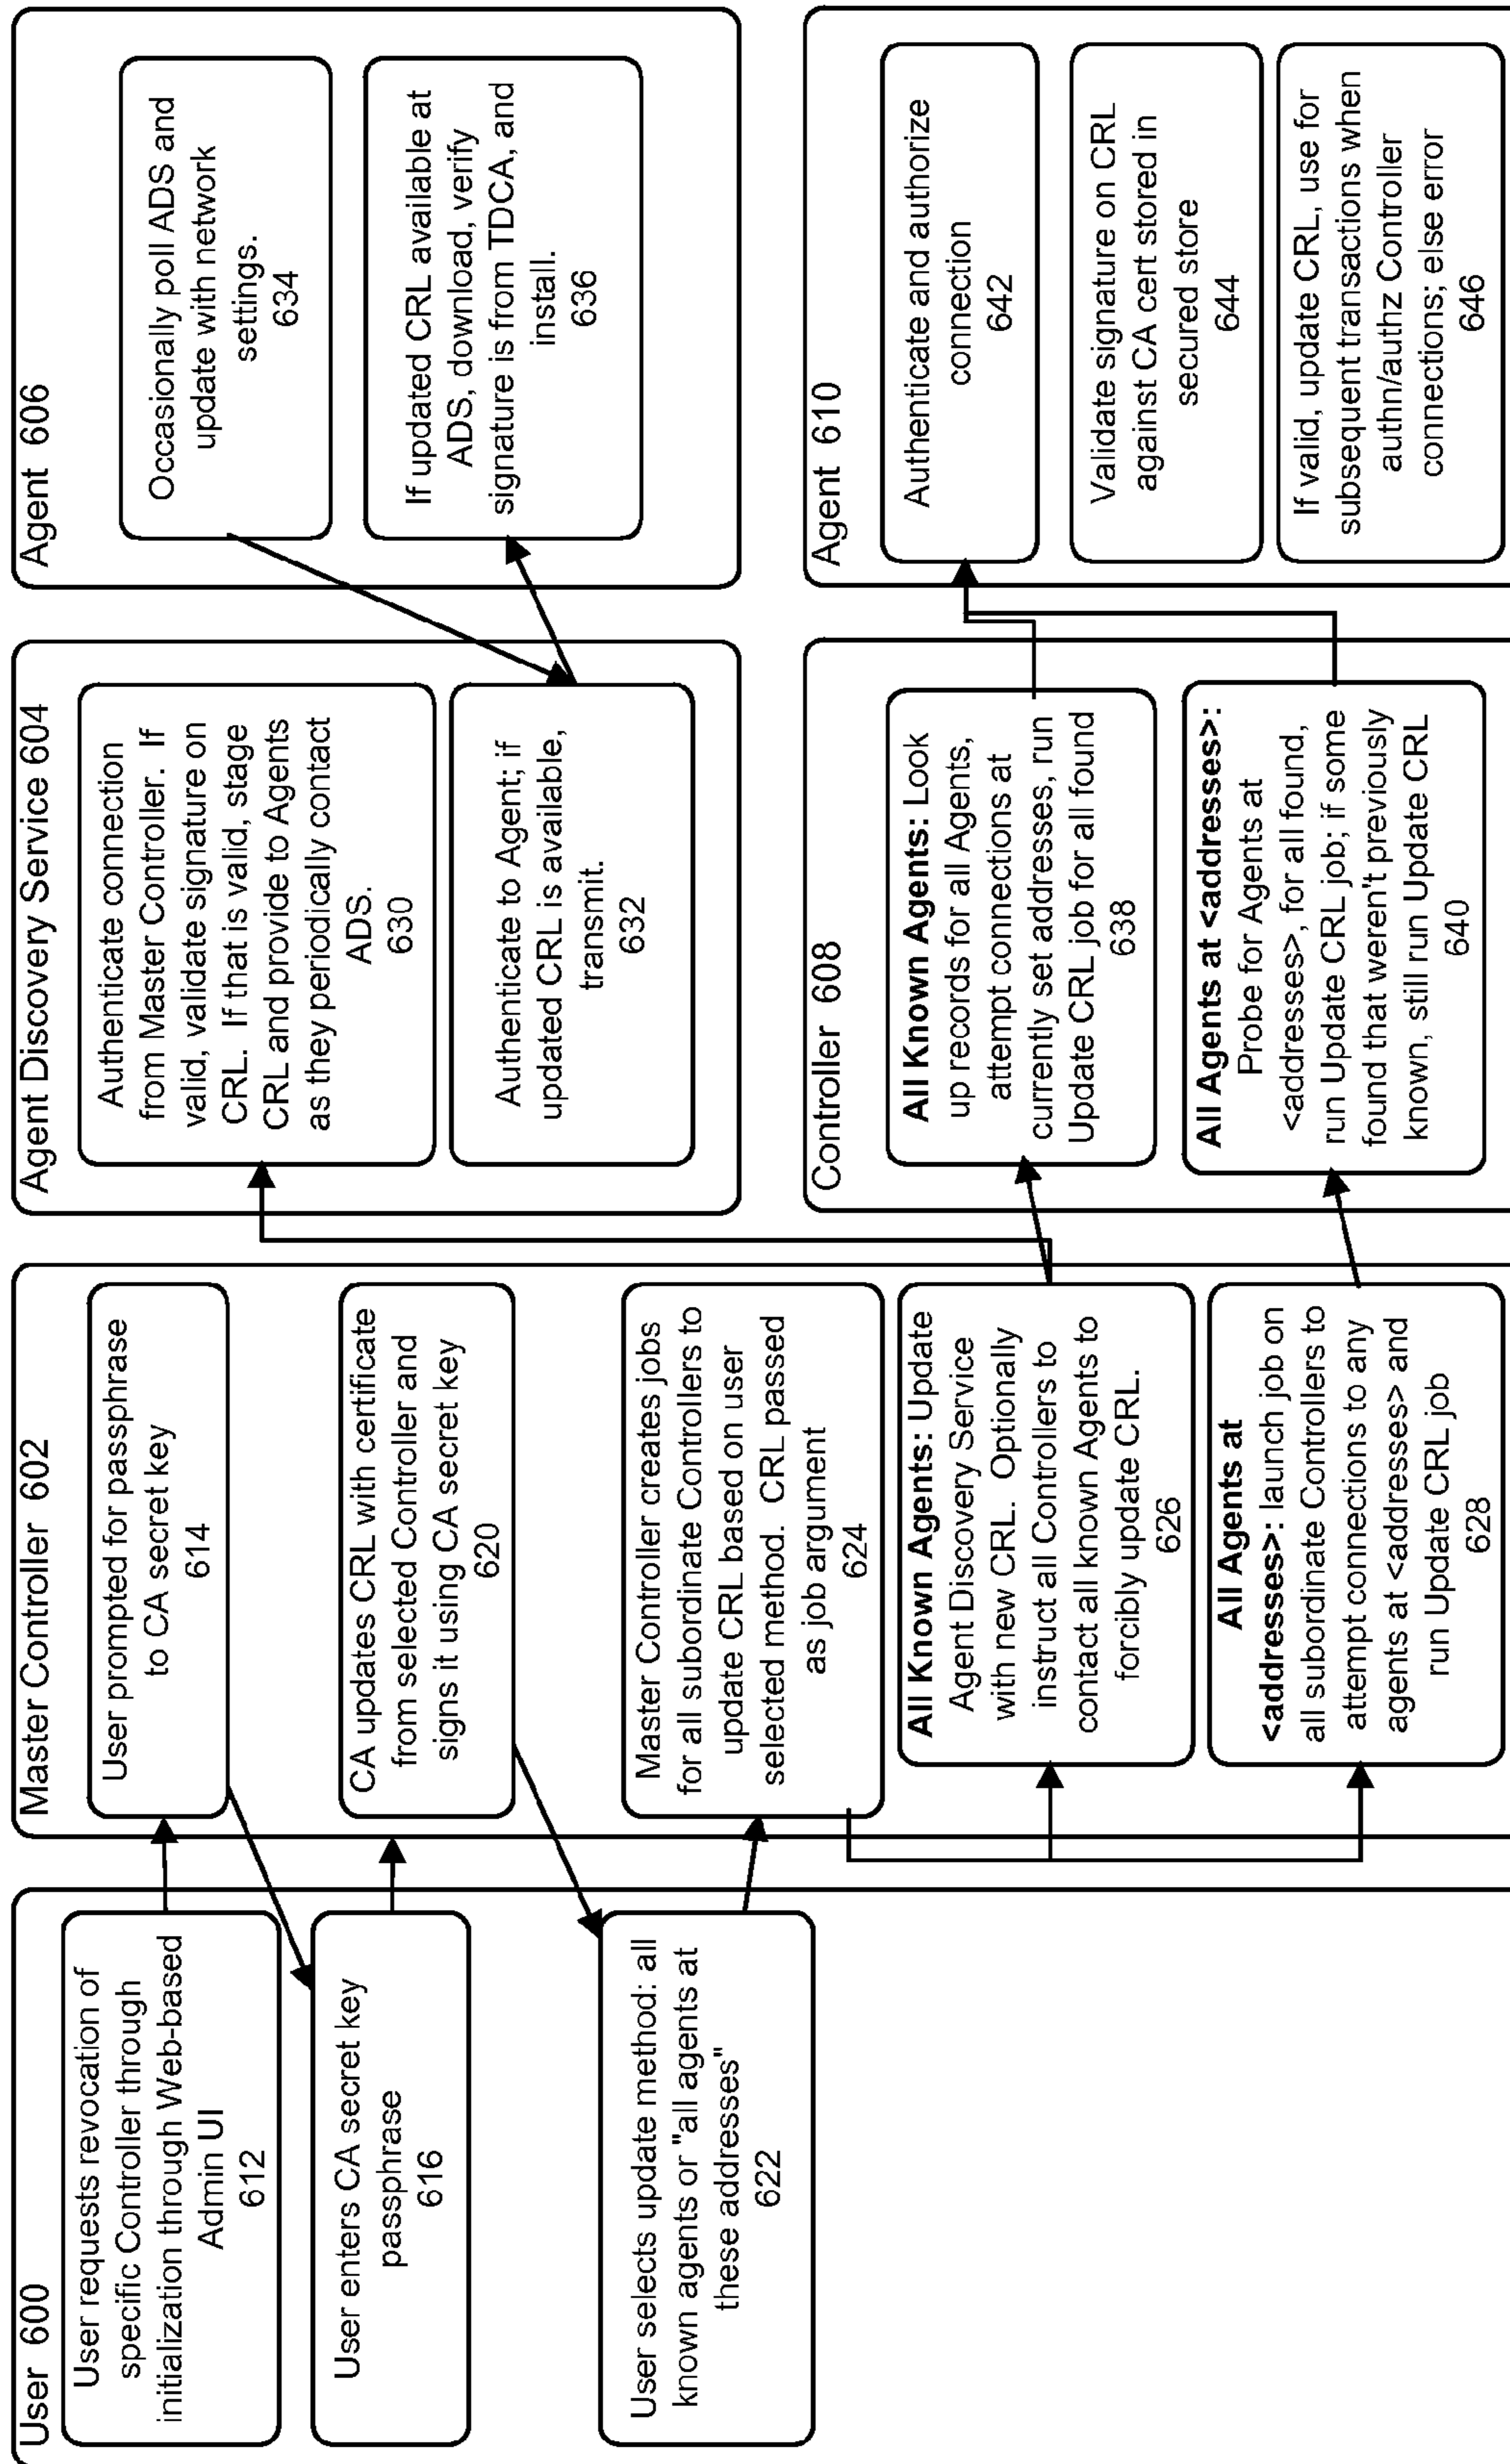 User 600
User requests revocation of
specific Controller through
initialization through Web-based
Admin UI
612
User enters CA secret key
passphrase
616
User selects update method: all
known agents or "all agents at
these addresses"
622
Master Controller 602
User prompted for passphrase
to CA secret key
614
CA updates CRL with certificate
from selected Controller and
signs it using CA secret key
620
Master Controller creates jobs
for all subordinate Controllers to
update CRL based on user
selected method. CRL passed
as job argument
624
All Known Agents: Update
Agent Discovery Service
with new CRL. Optionally
instruct all Controllers to
contact all known Agents to
forcibly update CRL.
626
All Agents at
<addresses>: launch job on
all subordinate Controllers to
attempt connections to any
agents at <addresses> and
run Update CRL job
628
Agent Discovery Service 604
Authenticate connection
from Master Controller. If
valid, validate signature on
CRL. If that is valid, stage
CRL and provide to Agents
as they periodically contact
ADS.
630
Authenticate to Agent; if
updated CRL is available,
transmit.
632
Controller 608
All Known Agents: Look
up records for all Agents,
attempt connections at
currently set addresses, run
Update CRL job for all found
638
All Agents at <addresses>:
Probe for Agents at
<addresses>, for all found,
run Update CRL job; if some
found that weren't previously
known, still run Update CRL
640
Agent 606
Occasionally poll ADS and
update with network
settings.
634
If updated CRL available at
ADS, download, verify
signature is from TDCA, and
install.
636
Agent 610
Authenticate and authorize
connection
642
Validate signature on CRL
against CA cert stored in
secured store
644
If valid, update CRL, use for
subsequent transactions when
authn/authz Controller
connections; else error
646